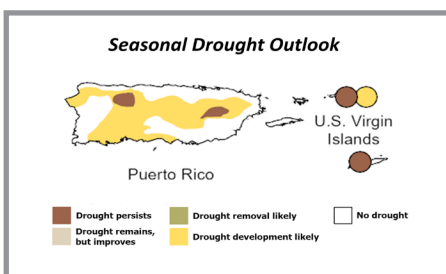 Seasonal Drought Outlook
U.S. Virgin
Islands
Puerto Rico
Drought persists
Drought removal likely
No drought
Drought remains,
but improves
Drought development likely